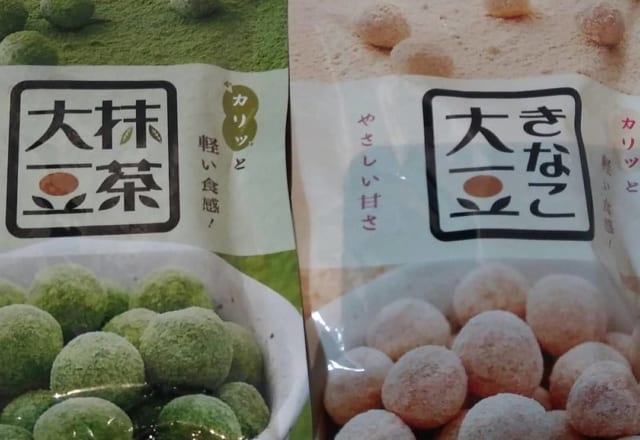 抹茶
大豆
カリッと
軽い食感!
きなこ
大豆
やさしい甘さ
カリッと
軽い食感!